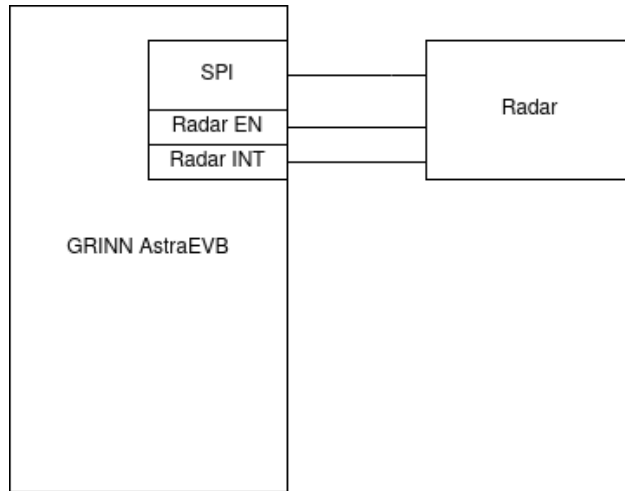 SPI
Radar
Radar EN
Radar INT
GRINN AstraEVB